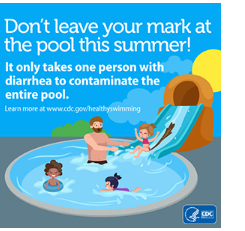 Don't leave your mark at
the pool this summer!
It only takes one person with
diarrhea to contaminate the
entire pool.
Learn more at www.cdc.gov/healthyswimming
CDC